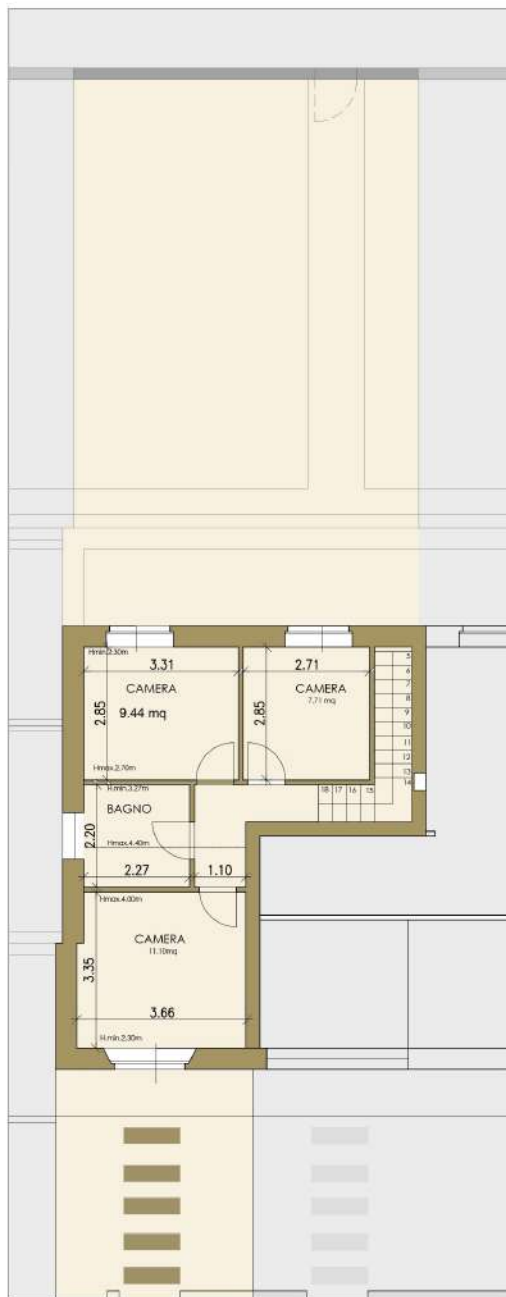 Hmin.2.30m
3.31
2.71
CAMERA
CAMERA
9.44 mq
7.71 mq
2.85
2.85
Hmax.2.70m
5
6
7
8
9
10
11
12
13
14
18 17 16 15
H.min.3.27m
BAGNO
2.20
Hmax.4.40m
2.27
1.10
Hmax.4.00m
CAMERA
11.10mq
3.35
3.66
H.min.2.30m